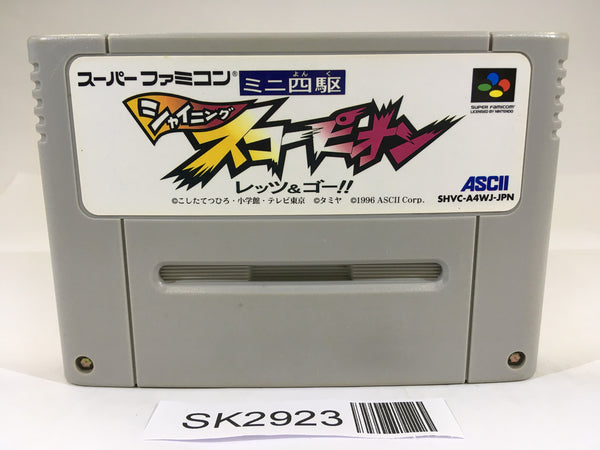 スーパーファミコン®
よんく
ミニ四駆
シャイニング
スコーピオン
レッツ&ゴー!!
©こしたてつひろ・小学館・テレビ東京 ©タミヤ ©1996 ASCII Corp.
SUPER FAMICOM
LICENSED BY NINTENDO
ASCII
SHVC-A4WJ-JPN
SK2923